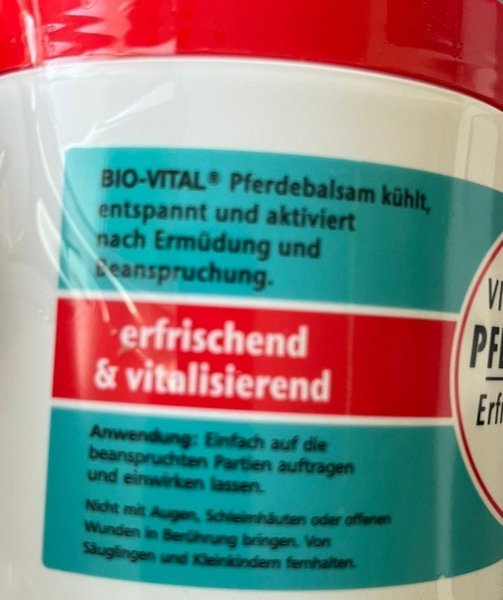 BIO-VITAL® Pferdebalsam kühlt,
entspannt und aktiviert
nach Ermüdung und
Beanspruchung.
erfrischend
& vitalisierend
Anwendung: Einfach auf die
beanspruchten Partien auftragen
und einwirken lassen.
Nicht mit Augen, Schleimhäuten oder offenen
Wunden in Berührung bringen. Von
Säuglingen und Kleinkindern fernhalten.